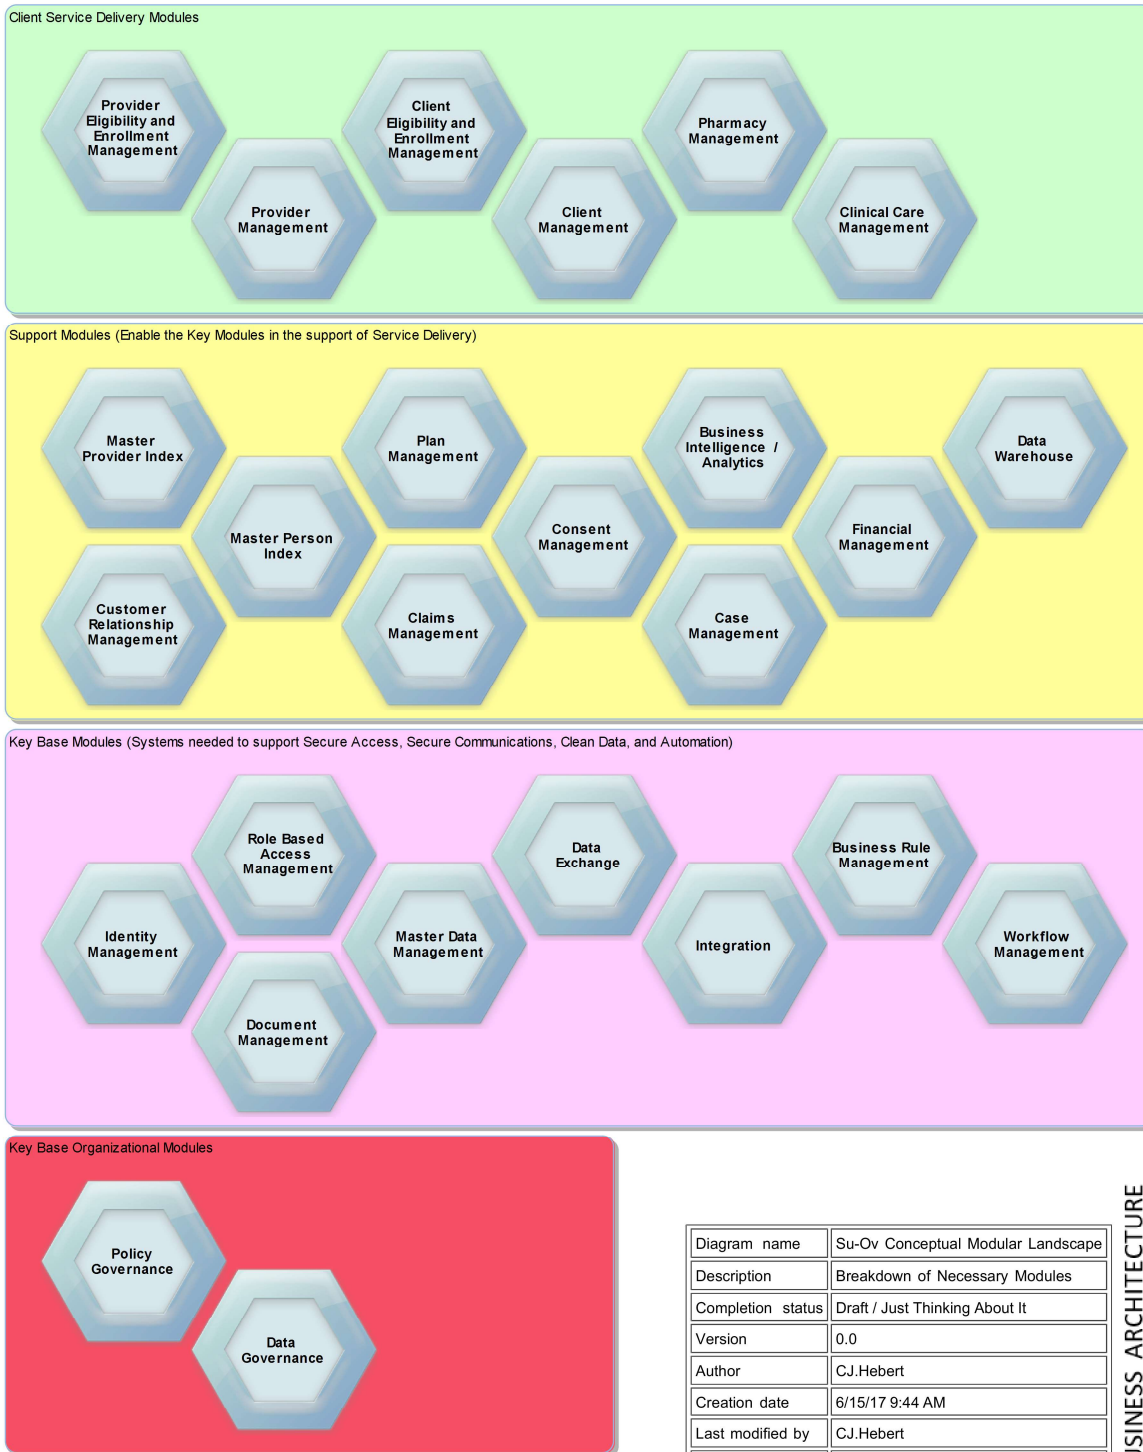 Client Service Delivery Modules
Provider
Eligibility and
Enrollment
Management
Client
Eligibility and
Enrollment
Management
Pharmacy
Management
Provider
Management
Client
Management
Clinical Care
Management
Support Modules (Enable the Key Modules in the support of Service Delivery)
Master
Provider Index
Plan
Management
Business
Intelligence /
Analytics
Data
Warehouse
Master Person
Index
Consent
Management
Financial
Management
Customer
Relationship
Management
Claims
Management
Case
Management
Key Base Modules (Systems needed to support Secure Access, Secure Communications, Clean Data, and Automation)
Role Based
Access
Management
Data
Exchange
Business Rule
Management
Identity
Management
Master Data
Management
Integration
Workflow
Management
Document
Management
Key Base Organizational Modules
Policy
Governance
Data
Governance
Diagram name Su-Ov Conceptual Modular Landscape
Description Breakdown of Necessary Modules
Completion status Draft / Just Thinking About It
Version 0.0
Author CJ.Hebert
Creation date 6/15/17 9:44 AM
Last modified by CJ.Hebert
ARCHITECTURE